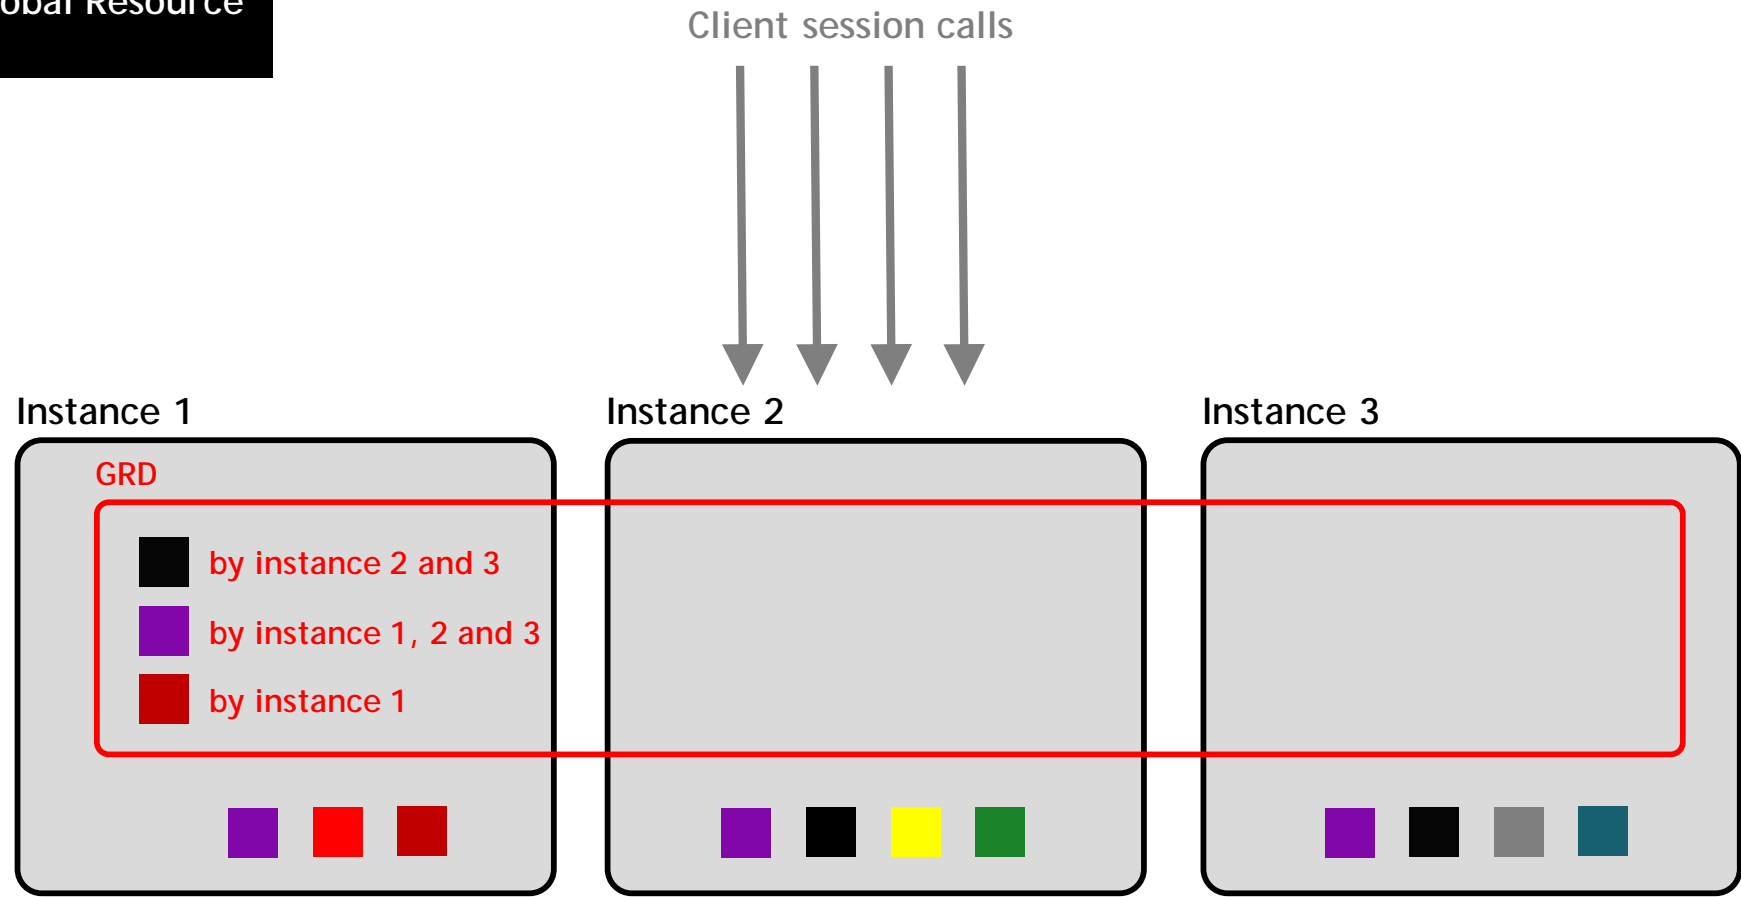 Resource
Client session calls
Instance 1
Instance 2
Instance 3
GRD
by instance 2 and 3
by instance 1, 2 and 3
by instance 1